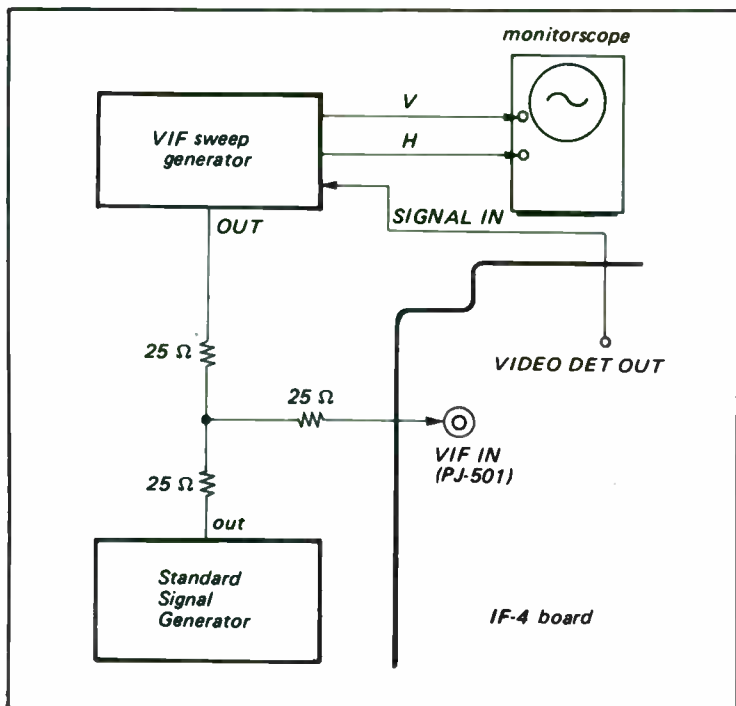 monitorscope
VIF sweep
generator
V
H
SIGNAL IN
OUT
25 Ω
VIDEO DET OUT
25 Ω
VIF IN
(PJ-501)
25 Ω
out
Standard
Signal
Generator
IF-4 board